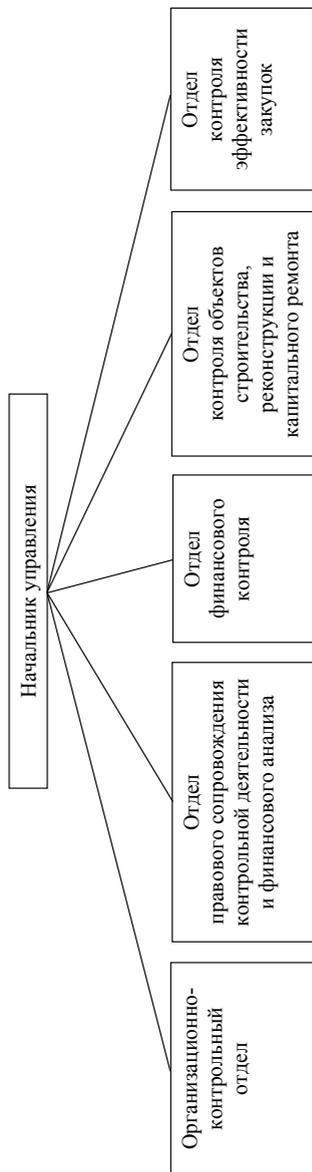 Начальник управления
Организационно-
контрольный
отдел
Отдел
правового сопровождения
контрольной деятельности
и финансового анализа
Отдел
финансового
контроля
Отдел
контроля объектов
строительства,
реконструкции и
капитального ремонта
Отдел
контроля
эффективности
закупок